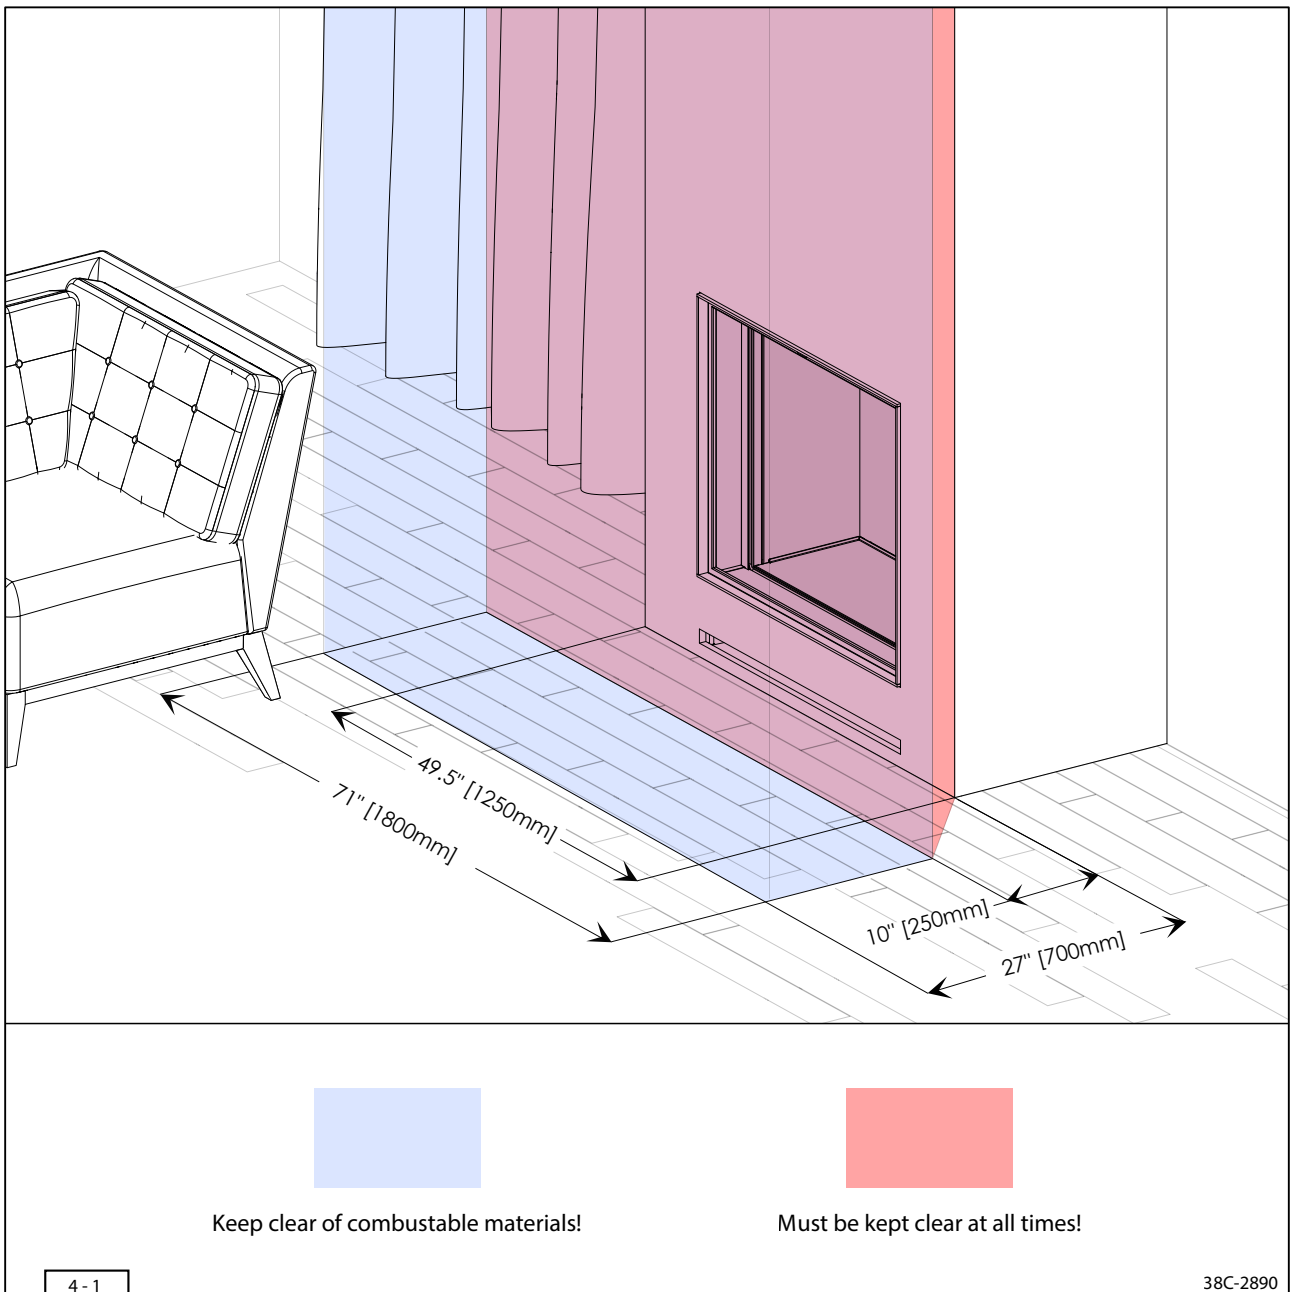 49.5" [1250mm]
71" [1800mm]
10" [250mm]
27" [700mm]
Keep clear of combustable materials!
Must be kept clear at all times!
4 - 1
38C-2890